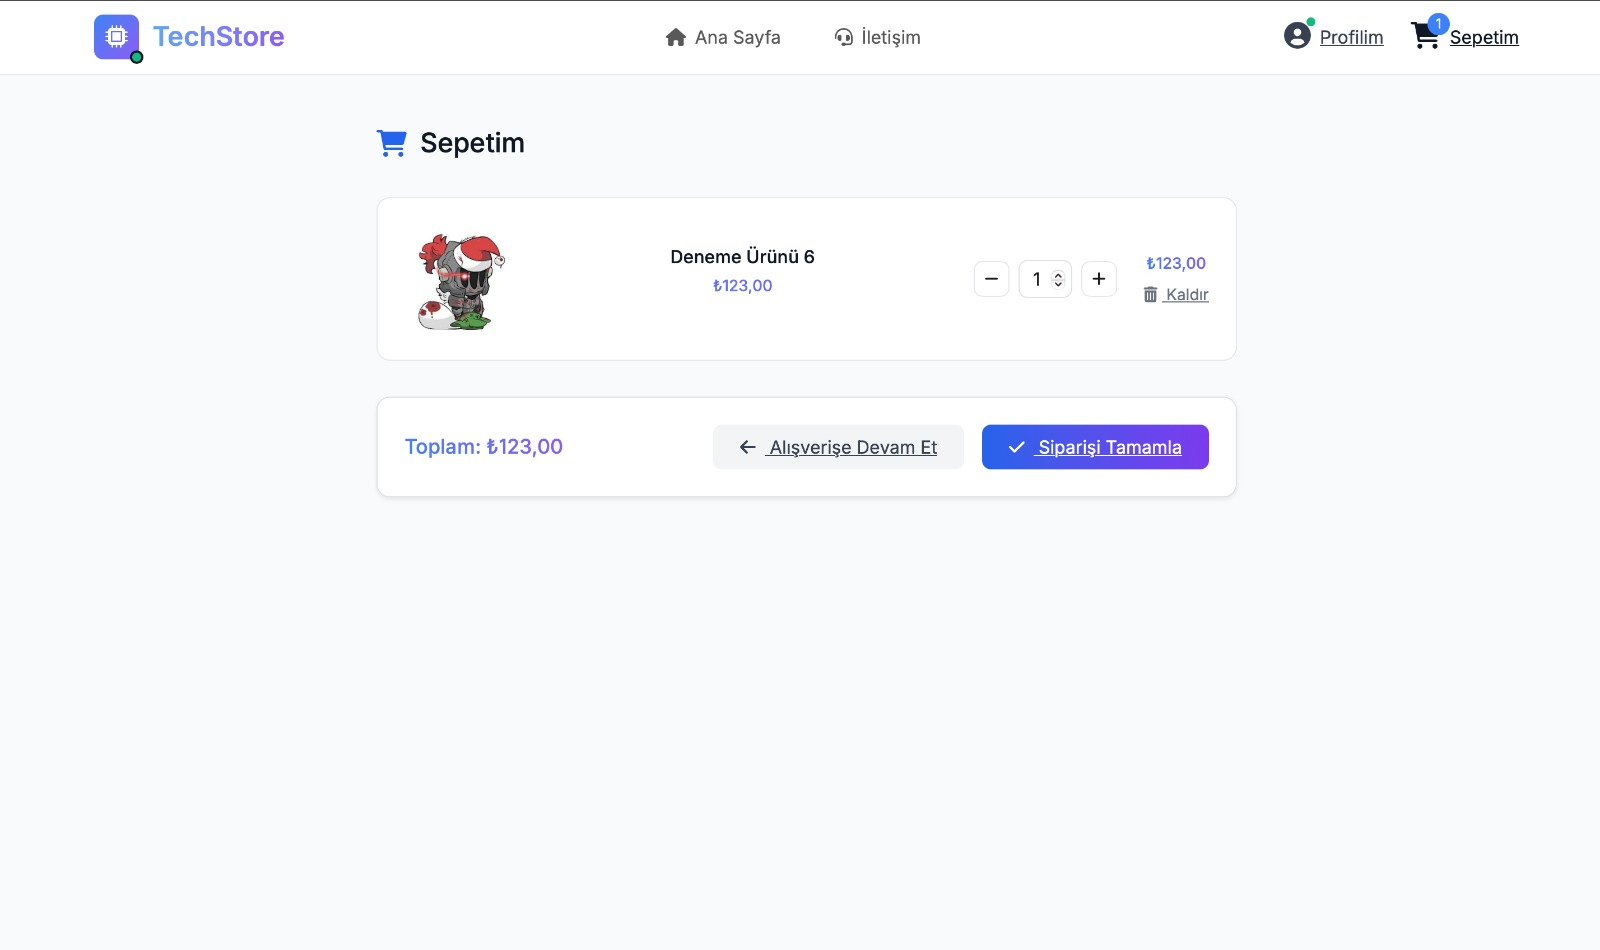 TechStore
Ana Sayfa
İletişim
Profilim
1
Sepetim
Sepetim
Deneme Ürünü 6
₺123,00
1
₺123,00
Kaldır
Toplam: ₺123,00
Alışverişe Devam Et
Siparişi Tamamla